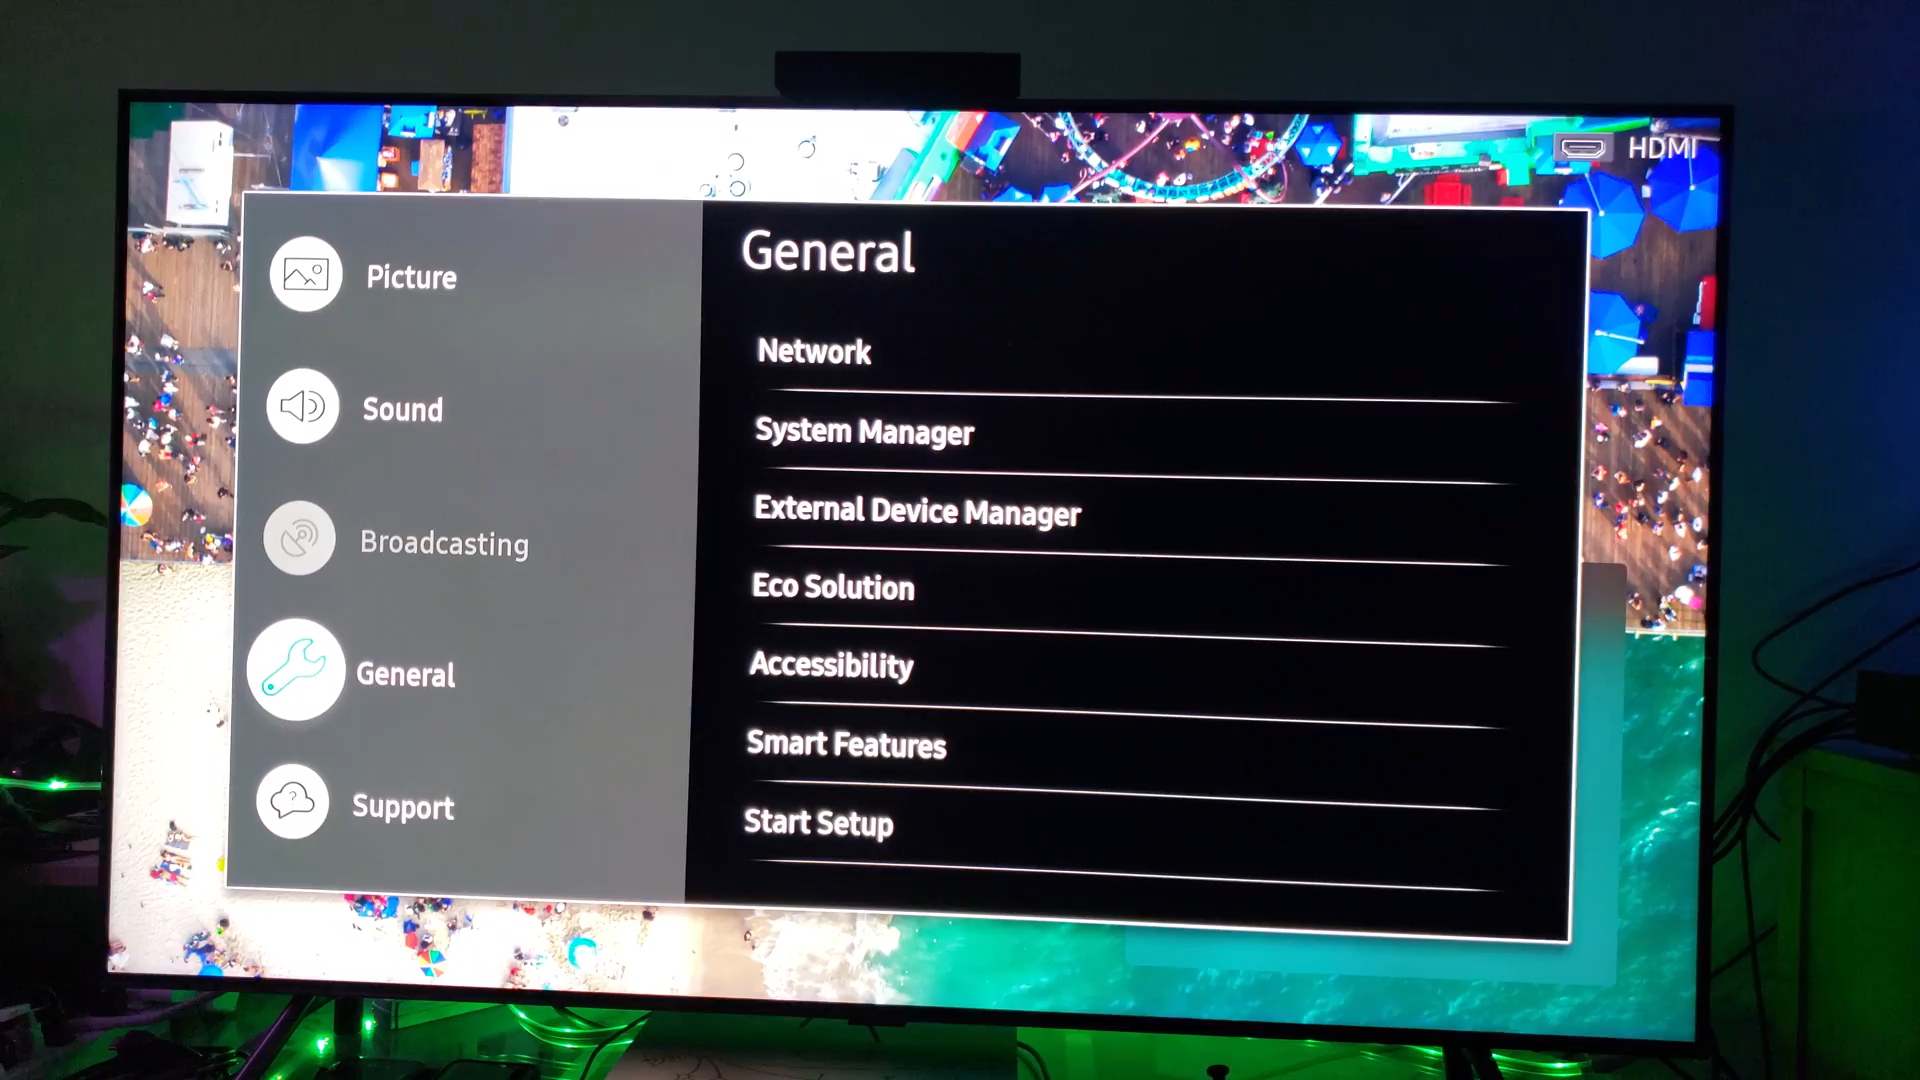 HDMI
Picture
Sound
Broadcasting
General
Support
General
Network
System Manager
External Device Manager
Eco Solution
Accessibility
Smart Features
Start Setup